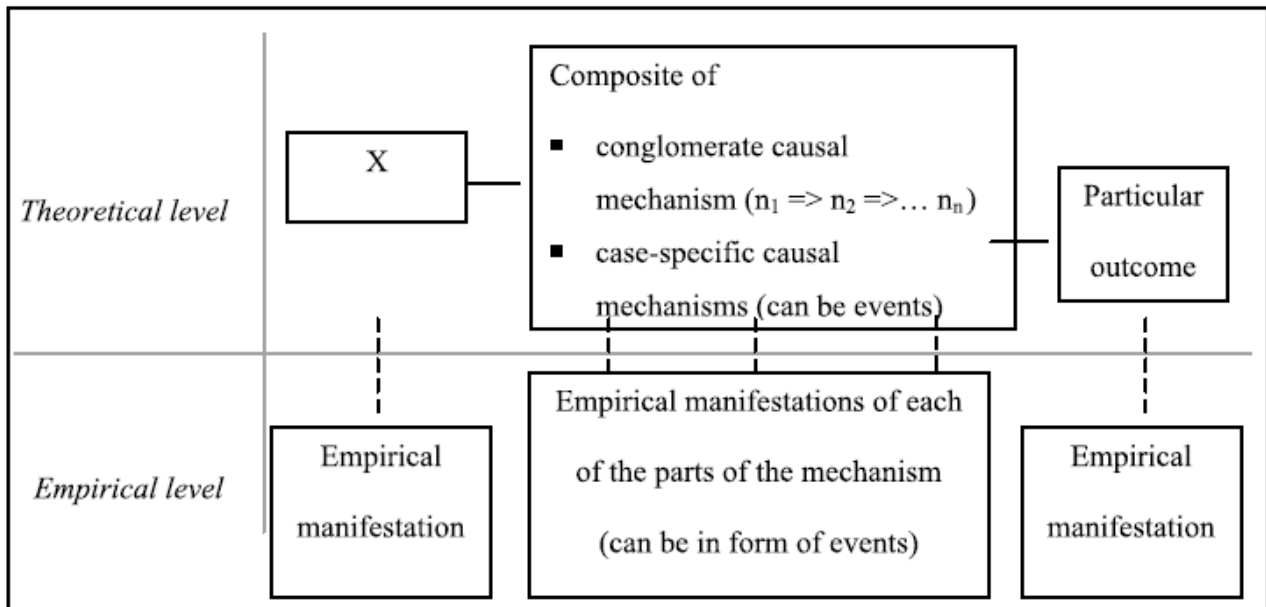 Theoretical level
X
Composite of
▪ conglomerate causal
mechanism (n₁ => n₂ =>… nₙ)
▪ case-specific causal
mechanisms (can be events)
Particular
outcome
Empirical level
Empirical
manifestation
Empirical manifestations of each
of the parts of the mechanism
(can be in form of events)
Empirical
manifestation